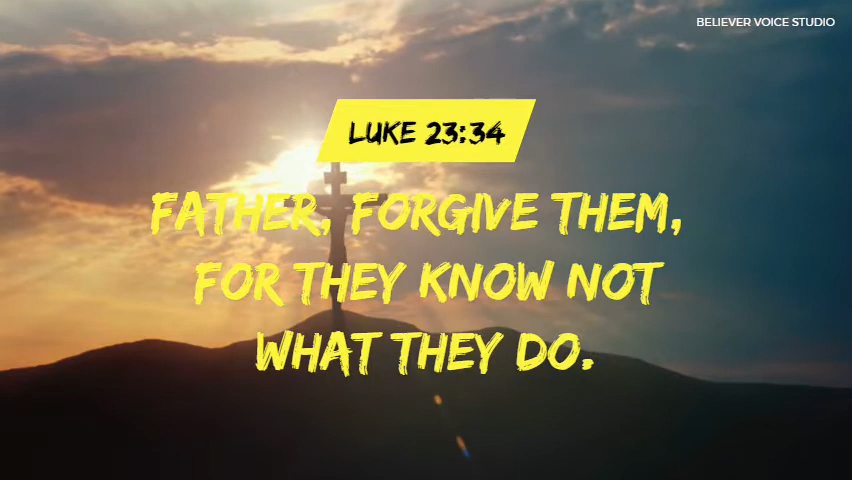 BELIEVER VOICE STUDIO
LUKE 23:34
FATHER, FORGIVE THEM,
FOR THEY KNOW NOT
WHAT THEY DO.